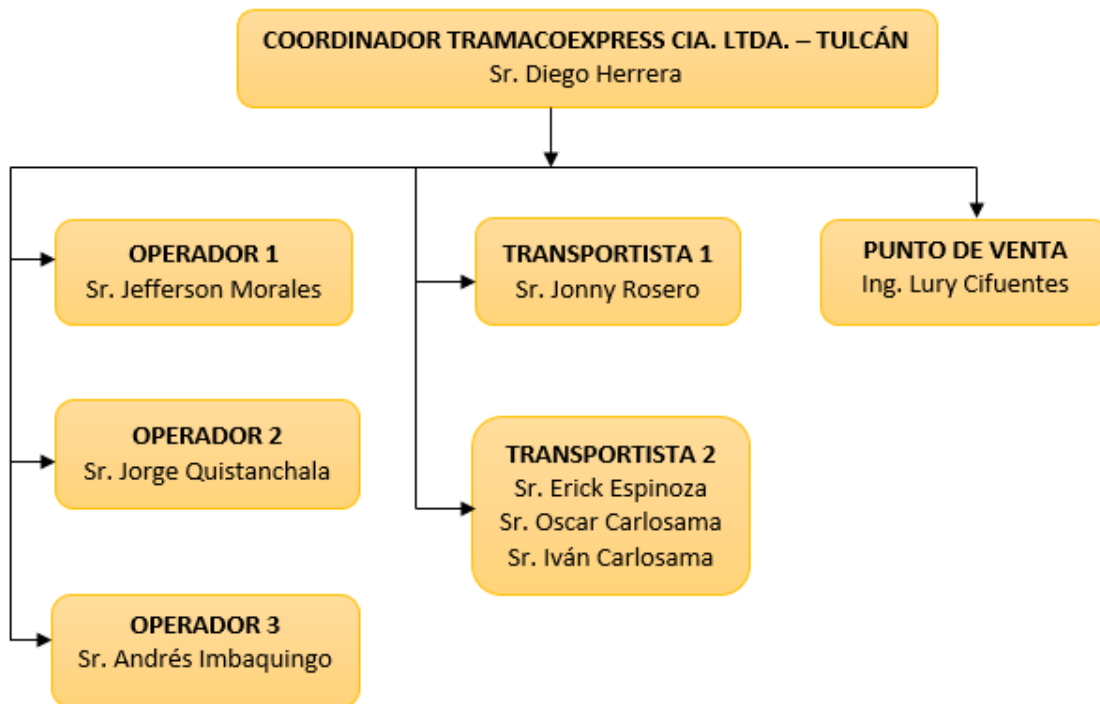 COORDINADOR TRAMACOEXPRESS CIA. LTDA. – TULCÁN
Sr. Diego Herrera
OPERADOR 1
Sr. Jefferson Morales
TRANSPORTISTA 1
Sr. Jonny Rosero
PUNTO DE VENTA
Ing. Lury Cifuentes
OPERADOR 2
Sr. Jorge Quistanchala
TRANSPORTISTA 2
Sr. Erick Espinoza
Sr. Oscar Carlosama
Sr. Iván Carlosama
OPERADOR 3
Sr. Andrés Imbaquingo